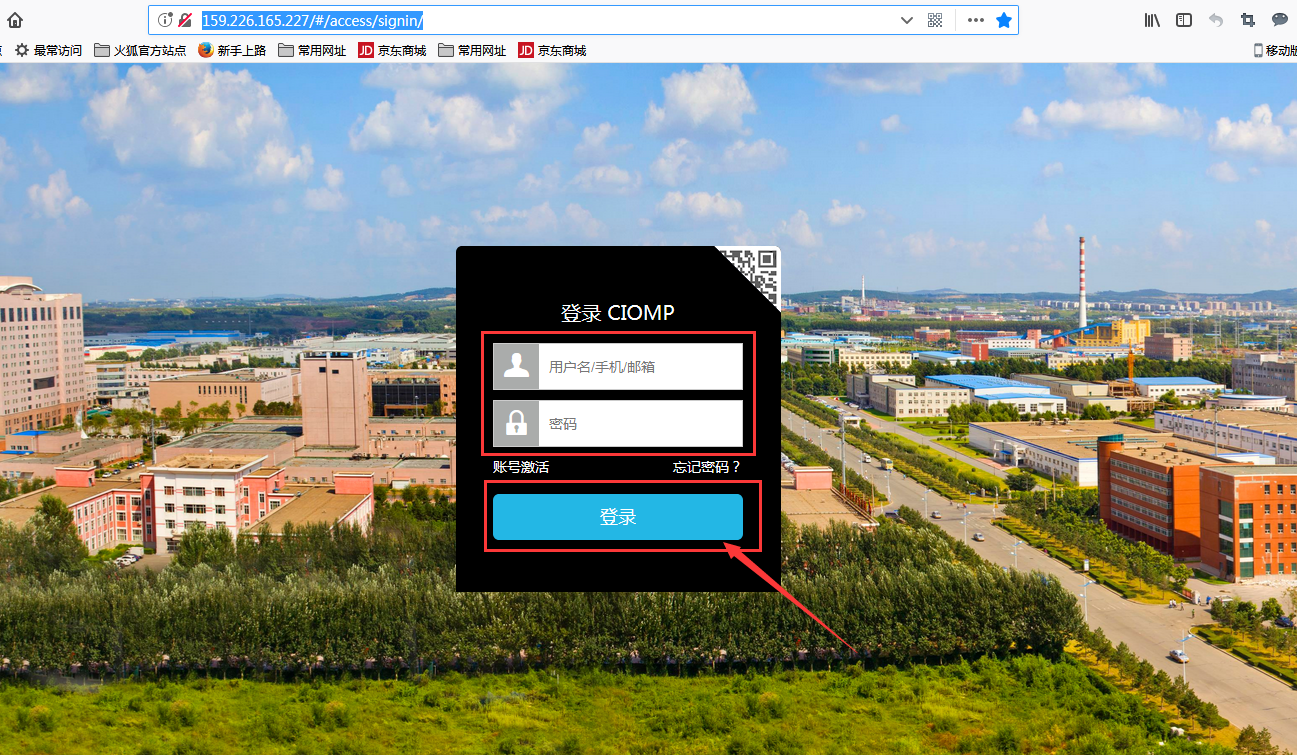 159.226.165.227/#/access/signin/
最常访问 火狐官方站点 新手上路 常用网址 JD 京东商城 常用网址 JD 京东商城 移动版
登录 CIOMP
用户名/手机/邮箱
密码
账号激活 忘记密码？
登录